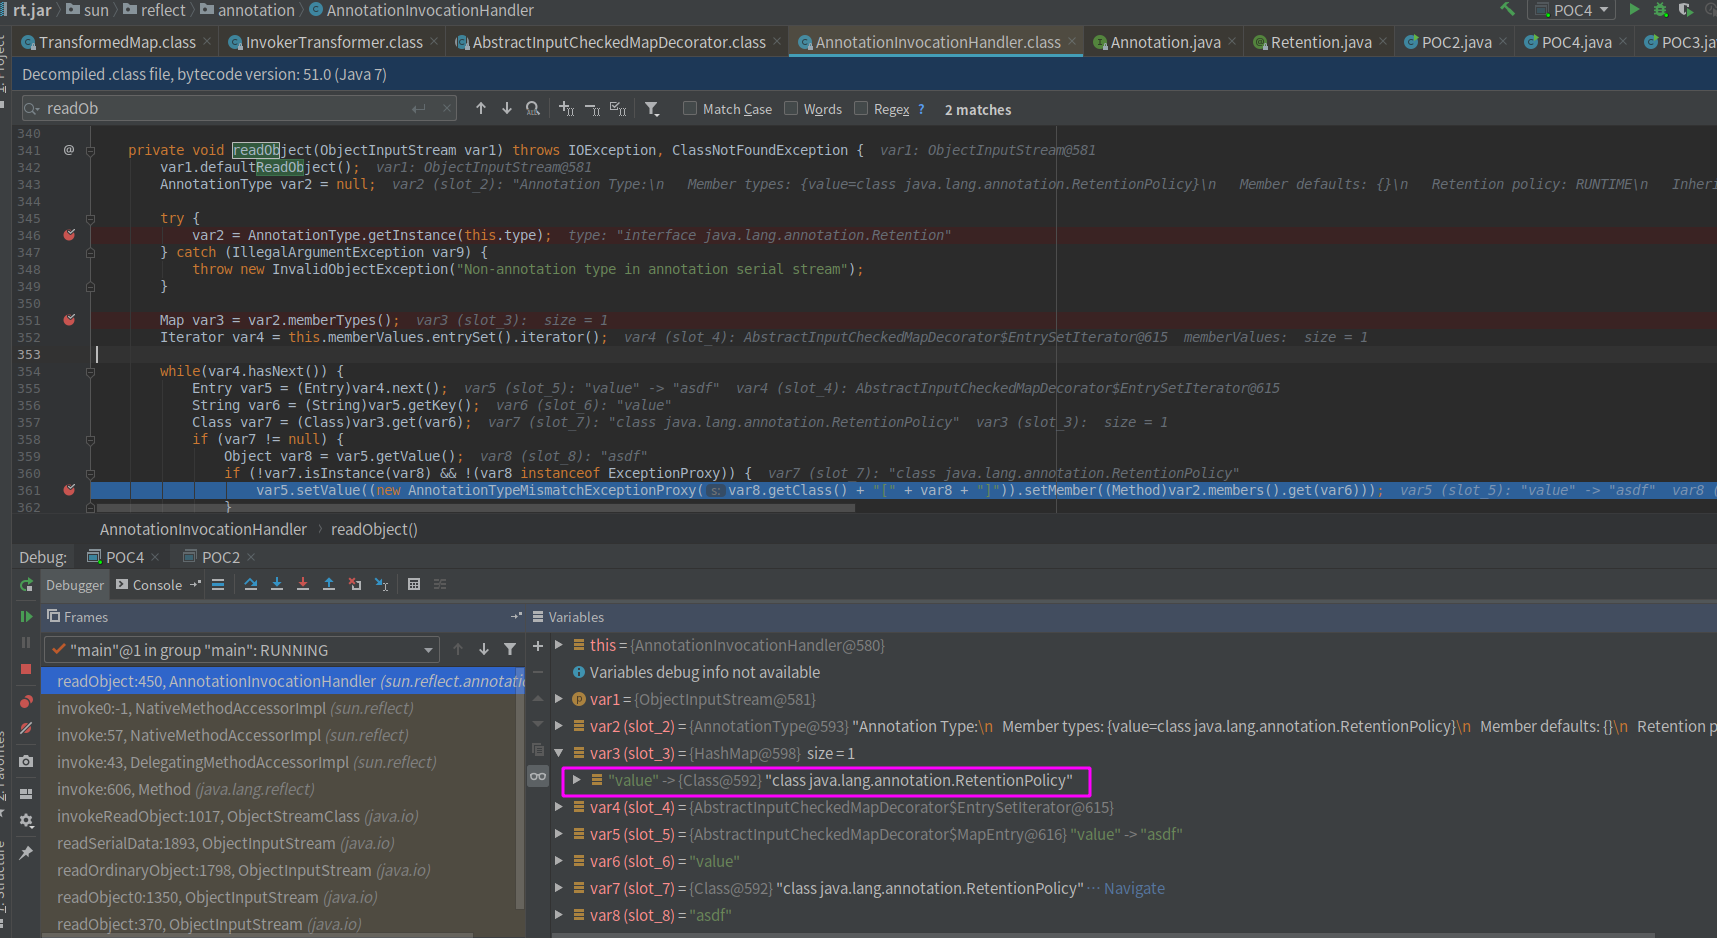 rt.jar sun reflect annotation AnnotationInvocationHandler POC4
TransformedMap.class InvokerTransformer.class AbstractInputCheckedMapDecorator.class AnnotationInvocationHandler.class Annotation.java Retention.java POC2.java POC4.java POC3.ja
Decompiled .class file, bytecode version: 51.0 (Java 7)
readOb Match Case Words Regex ? 2 matches
340
341 @ private void readObject(ObjectInputStream var1) throws IOException, ClassNotFoundException { var1: ObjectInputStream@581
342 var1.defaultReadObject(); var1: ObjectInputStream@581
343 AnnotationType var2 = null; var2 (slot_2): "Annotation Type:\n Member types: {value=class java.lang.annotation.RetentionPolicy}\n Member defaults: {}\n Retention policy: RUNTIME\n Inheri
344
345 try {
346 var2 = AnnotationType.getInstance(this.type); type: "interface java.lang.annotation.Retention"
347 } catch (IllegalArgumentException var9) {
348 throw new InvalidObjectException("Non-annotation type in annotation serial stream");
349 }
350
351 Map var3 = var2.memberTypes(); var3 (slot_3): size = 1
352 Iterator var4 = this.memberValues.entrySet().iterator(); var4 (slot_4): AbstractInputCheckedMapDecorator$EntrySetIterator@615 memberValues: size = 1
353
354 while(var4.hasNext()) {
355 Entry var5 = (Entry)var4.next(); var5 (slot_5): "value" -> "asdf" var4 (slot_4): AbstractInputCheckedMapDecorator$EntrySetIterator@615
356 String var6 = (String)var5.getKey(); var6 (slot_6): "value"
357 Class var7 = (Class)var3.get(var6); var7 (slot_7): "class java.lang.annotation.RetentionPolicy" var3 (slot_3): size = 1
358 if (var7 != null) {
359 Object var8 = var5.getValue(); var8 (slot_8): "asdf"
360 if (!var7.isInstance(var8) && !(var8 instanceof ExceptionProxy)) { var7 (slot_7): "class java.lang.annotation.RetentionPolicy"
361 var5.setValue((new AnnotationTypeMismatchExceptionProxy( s: var8.getClass() + "[" + var8 + "]")).setMember((Method)var2.members().get(var6))); var5 (slot_5): "value" -> "asdf" var8 (
362 }
AnnotationInvocationHandler readObject()
Debug: POC4 POC2
Debugger Console
Frames
"main"@1 in group "main": RUNNING
readObject:450, AnnotationInvocationHandler (sun.reflect.annotatic
invoke0:-1, NativeMethodAccessorImpl (sun.reflect)
invoke:57, NativeMethodAccessorImpl (sun.reflect)
invoke:43, DelegatingMethodAccessorImpl (sun.reflect)
invoke:606, Method (java.lang.reflect)
invokeReadObject:1017, ObjectStreamClass (java.io)
readSerialData:1893, ObjectInputStream (java.io)
readOrdinaryObject:1798, ObjectInputStream (java.io)
readObject0:1350, ObjectInputStream (java.io)
readObject:370, ObjectInputStream (java.io)
Variables
this = {AnnotationInvocationHandler@580}
Variables debug info not available
var1 = {ObjectInputStream@581}
var2 (slot_2) = {AnnotationType@593} "Annotation Type:\n Member types: {value=class java.lang.annotation.RetentionPolicy}\n Member defaults: {}\n Retention p
var3 (slot_3) = {HashMap@598} size = 1
"value" -> {Class@592} "class java.lang.annotation.RetentionPolicy"
var4 (slot_4) = {AbstractInputCheckedMapDecorator$EntrySetIterator@615}
var5 (slot_5) = {AbstractInputCheckedMapDecorator$MapEntry@616} "value" -> "asdf"
var6 (slot_6) = "value"
var7 (slot_7) = {Class@592} "class java.lang.annotation.RetentionPolicy" ... Navigate
var8 (slot_8) = "asdf"